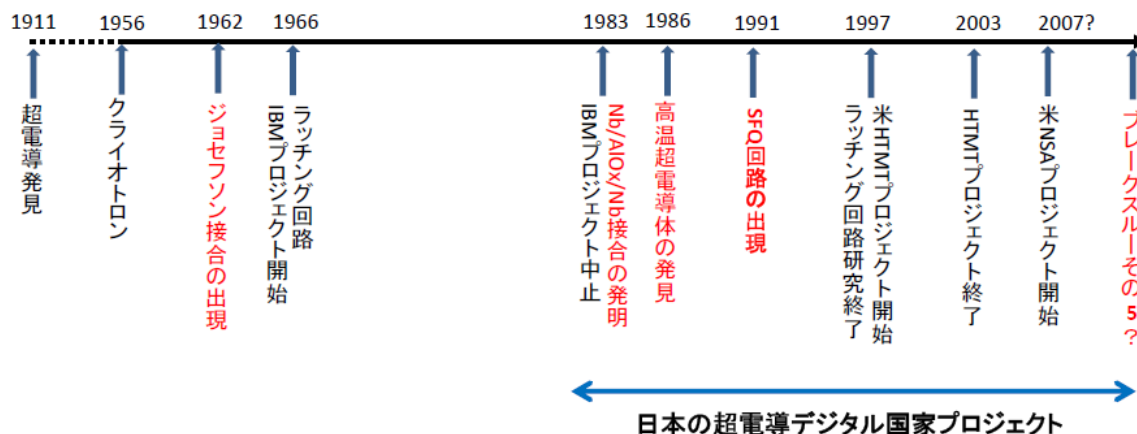 1911
1956
1962
1966
1983
1986
1991
1997
2003
2007?
超電導発見
クライオトロン
ジョセフソン接合の出現
ラッチング回路
IBMプロジェクト開始
Nb/AlOx/Nb接合の発明
IBMプロジェクト中止
高温超電導体の発見
SFQ回路の出現
米HTMTプロジェクト開始
ラッチング回路研究終了
HTMTプロジェクト終了
米NSAプロジェクト開始
ブレークスルーその5?
日本の超電導デジタル国家プロジェクト